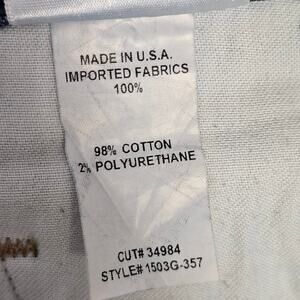 MADE IN U.S.A.
IMPORTED FABRICS
100%
98% COTTON
2% POLYURETHANE
CUT# 34984
STYLE# 1503G-357